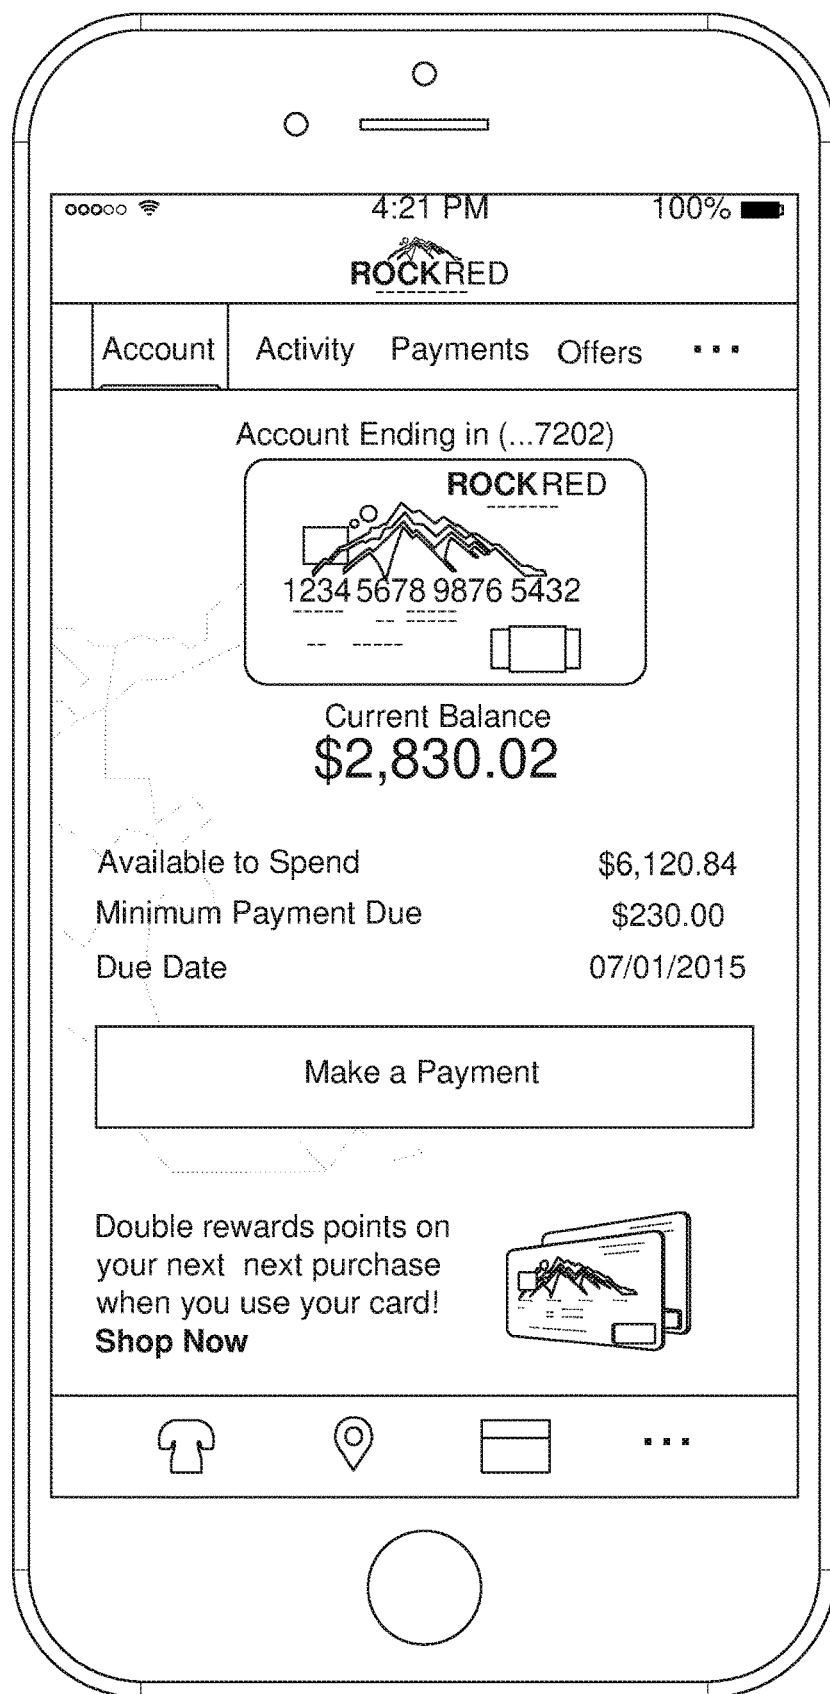 4:21 PM 100%
ROCKRED
Account Activity Payments Offers ...
Account Ending in (...7202)
ROCKRED
1234 5678 9876 5432
Current Balance
$2,830.02
Available to Spend $6,120.84
Minimum Payment Due $230.00
Due Date 07/01/2015
Make a Payment
Double rewards points on
your next next purchase
when you use your card!
Shop Now
...